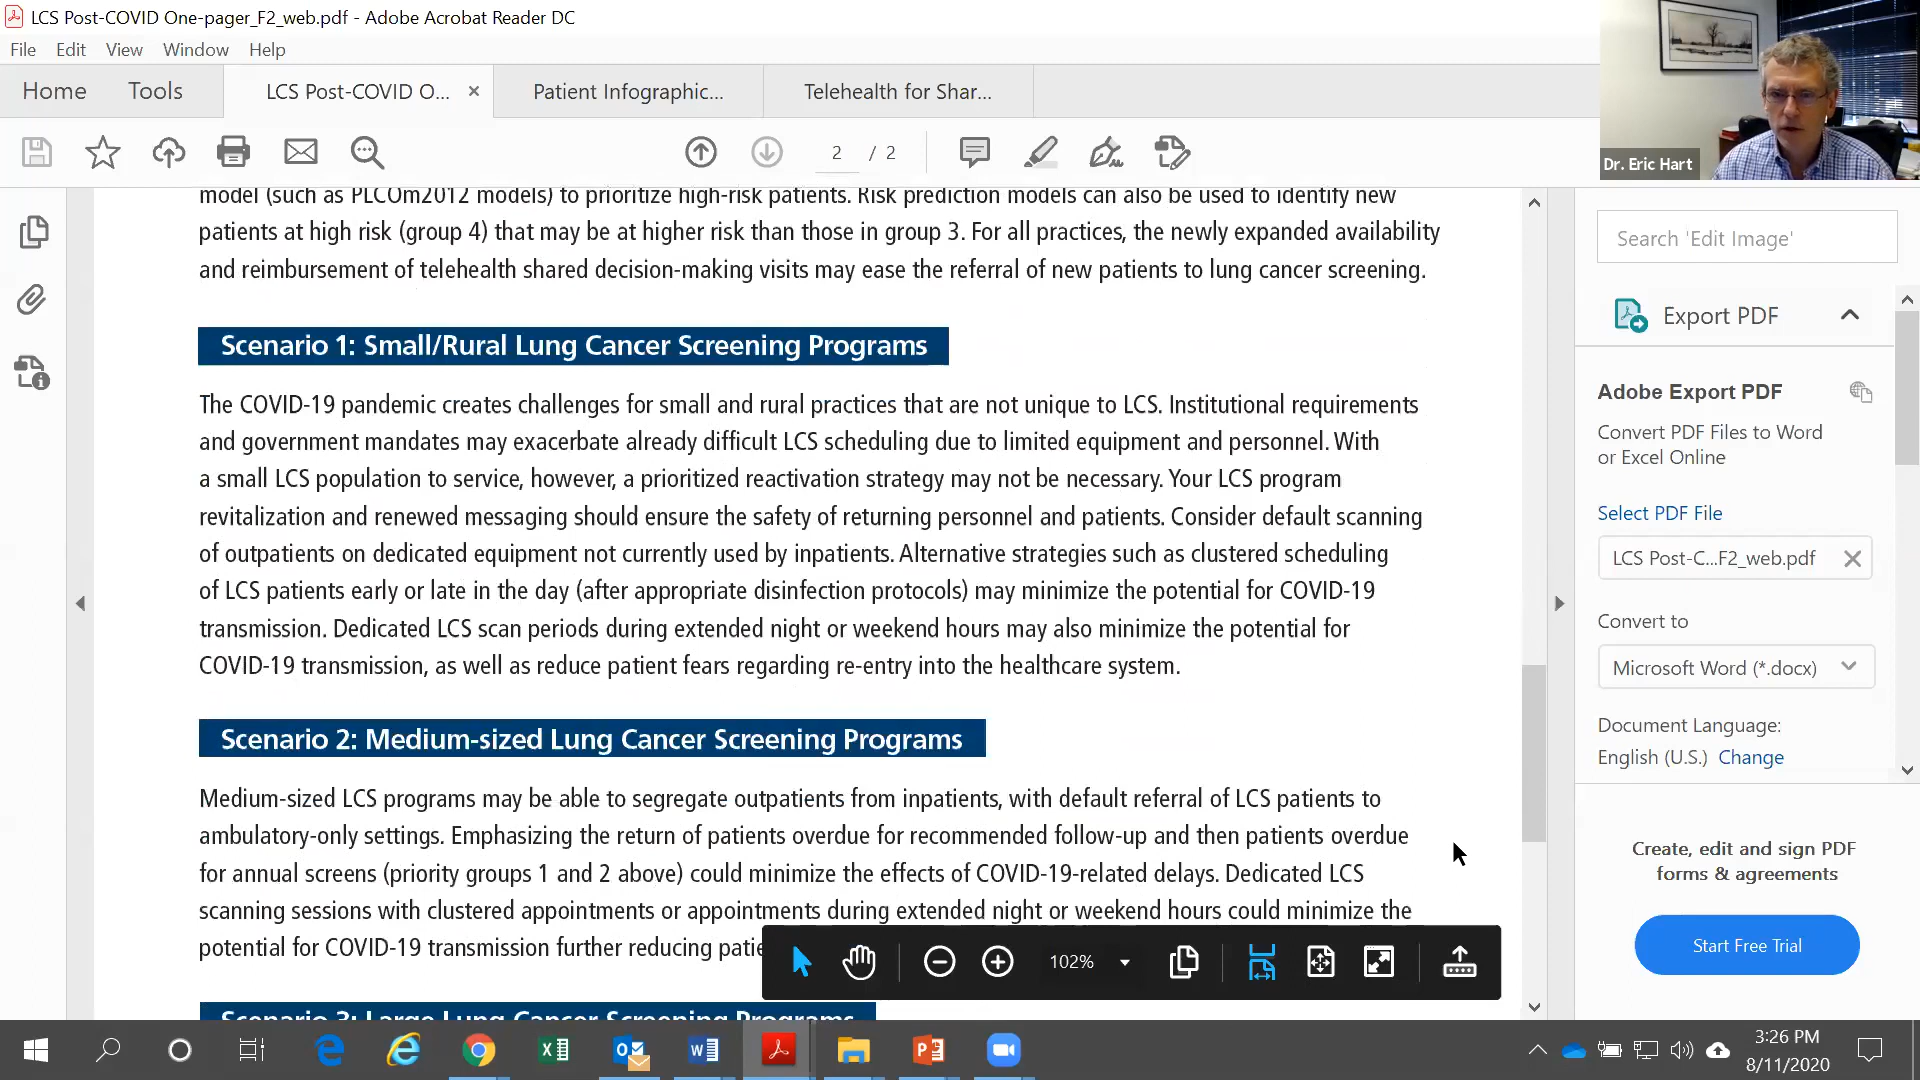 LCS Post-COVID One-pager_F2_web.pdf - Adobe Acrobat Reader DC
File Edit View Window Help
Home Tools LCS Post-COVID O... Patient Infographic... Telehealth for Shar...
2 / 2
Dr. Eric Hart
model (such as PLCOm2012 models) to prioritize high-risk patients. Risk prediction models can also be used to identify new
patients at high risk (group 4) that may be at higher risk than those in group 3. For all practices, the newly expanded availability
and reimbursement of telehealth shared decision-making visits may ease the referral of new patients to lung cancer screening.
Scenario 1: Small/Rural Lung Cancer Screening Programs
The COVID-19 pandemic creates challenges for small and rural practices that are not unique to LCS. Institutional requirements
and government mandates may exacerbate already difficult LCS scheduling due to limited equipment and personnel. With
a small LCS population to service, however, a prioritized reactivation strategy may not be necessary. Your LCS program
revitalization and renewed messaging should ensure the safety of returning personnel and patients. Consider default scanning
of outpatients on dedicated equipment not currently used by inpatients. Alternative strategies such as clustered scheduling
of LCS patients early or late in the day (after appropriate disinfection protocols) may minimize the potential for COVID-19
transmission. Dedicated LCS scan periods during extended night or weekend hours may also minimize the potential for
COVID-19 transmission, as well as reduce patient fears regarding re-entry into the healthcare system.
Scenario 2: Medium-sized Lung Cancer Screening Programs
Medium-sized LCS programs may be able to segregate outpatients from inpatients, with default referral of LCS patients to
ambulatory-only settings. Emphasizing the return of patients overdue for recommended follow-up and then patients overdue
for annual screens (priority groups 1 and 2 above) could minimize the effects of COVID-19-related delays. Dedicated LCS
scanning sessions with clustered appointments or appointments during extended night or weekend hours could minimize the
potential for COVID-19 transmission further reducing patie
Scenario 3: Large Lung Cancer Screening Programs
102%
Search 'Edit Image'
Export PDF
Adobe Export PDF
Convert PDF Files to Word
or Excel Online
Select PDF File
LCS Post-C...F2_web.pdf
Convert to
Microsoft Word (*.docx)
Document Language:
English (U.S.) Change
Create, edit and sign PDF
forms & agreements
Start Free Trial
3:26 PM
8/11/2020